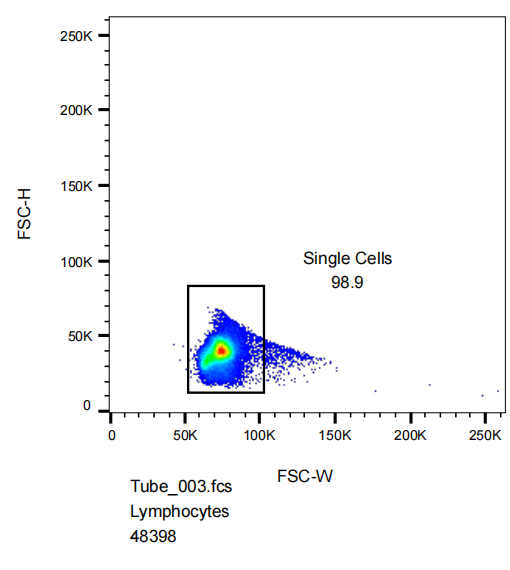 250K
200K
150K
100K
50K
0
FSC-H
Single Cells
98.9
0 50K 100K 150K 200K 250K
FSC-W
Tube_003.fcs
Lymphocytes
48398